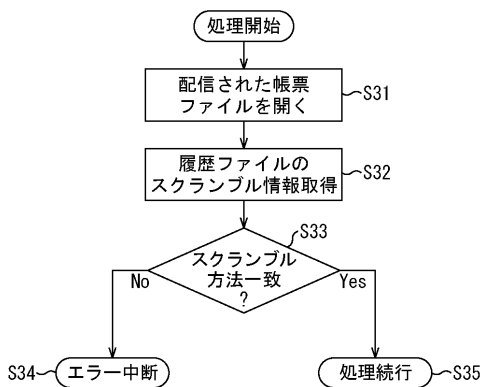 処理開始
配信された帳票
ファイルを開く
S31
履歴ファイルの
スクランブル情報取得
S32
S33
スクランブル
方法一致
?
No
Yes
S34
エラー中断
処理続行
S35